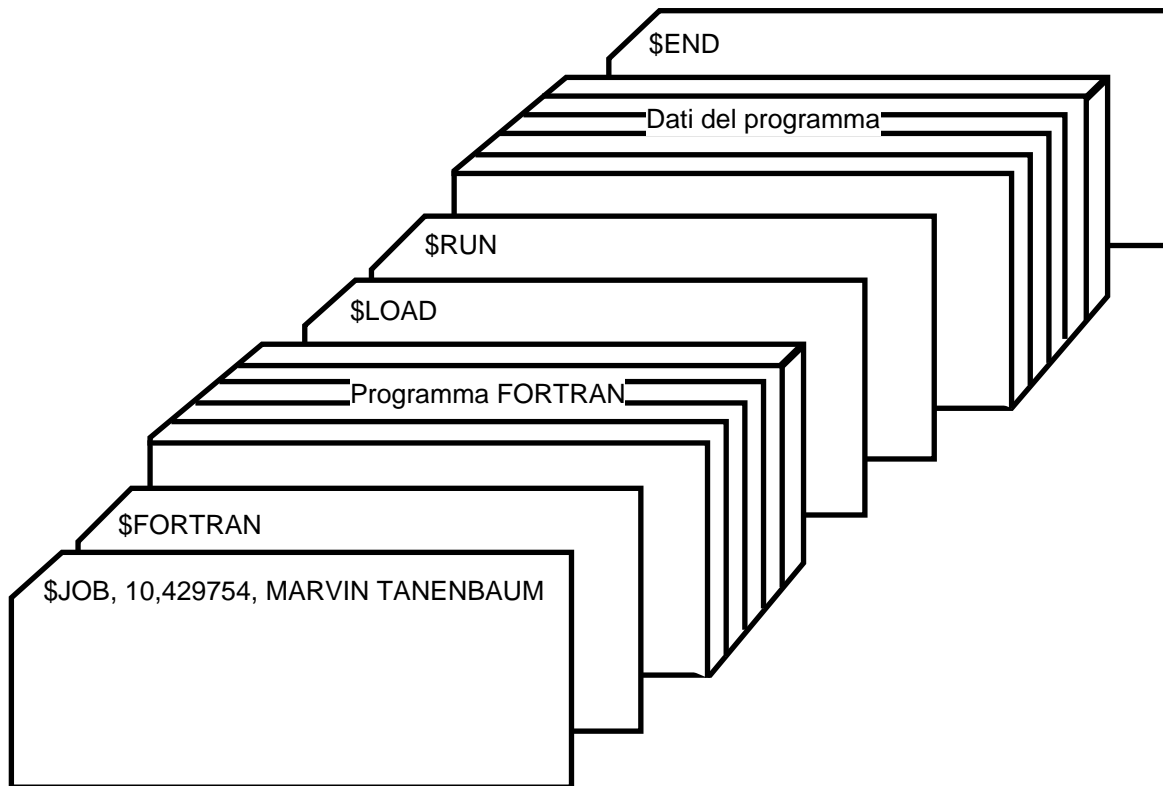 $END
Dati del programma
$RUN
$LOAD
Programma FORTRAN
$FORTRAN
$JOB, 10,429754, MARVIN TANENBAUM